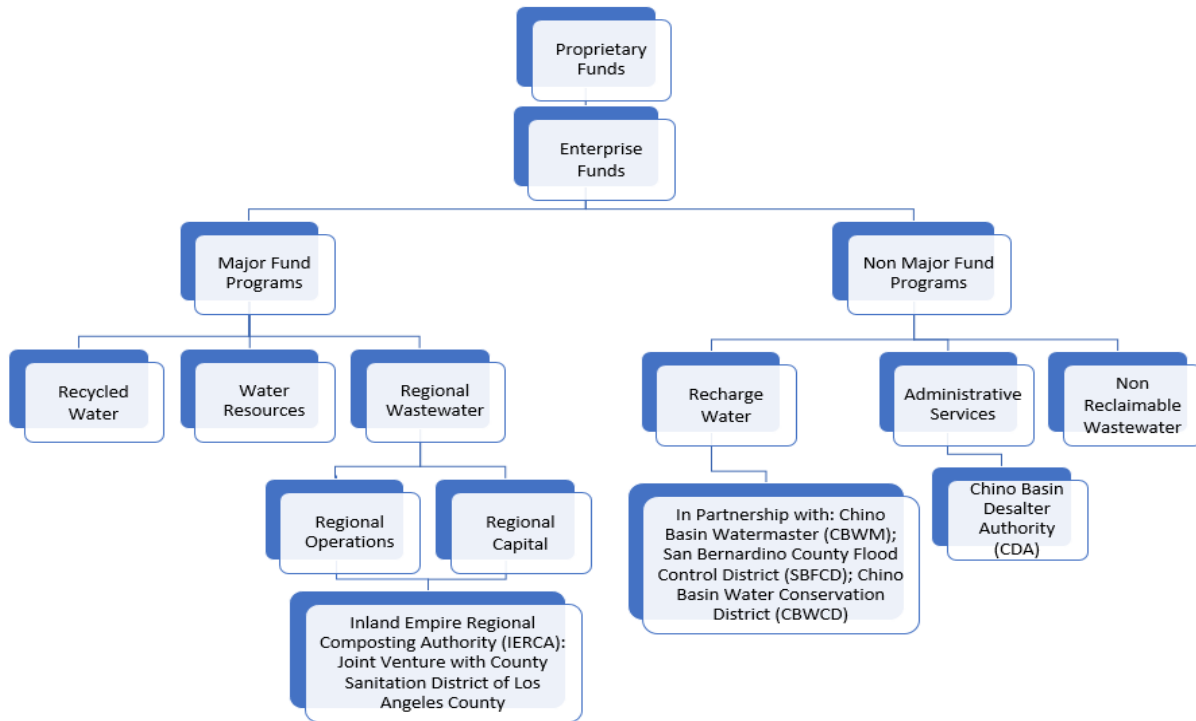 Proprietary
Funds
Enterprise
Funds
Major Fund
Programs
Non Major Fund
Programs
Recycled
Water
Water
Resources
Regional
Wastewater
Recharge
Water
Administrative
Services
Non
Reclaimable
Wastewater
Regional
Operations
Regional
Capital
In Partnership with: Chino
Basin Watermaster (CBWM);
San Bernardino County Flood
Control District (SBFCD); Chino
Basin Water Conservation
District (CBWCD)
Chino Basin
Desalter
Authority
(CDA)
Inland Empire Regional
Composting Authority (IERCA):
Joint Venture with County
Sanitation District of Los
Angeles County